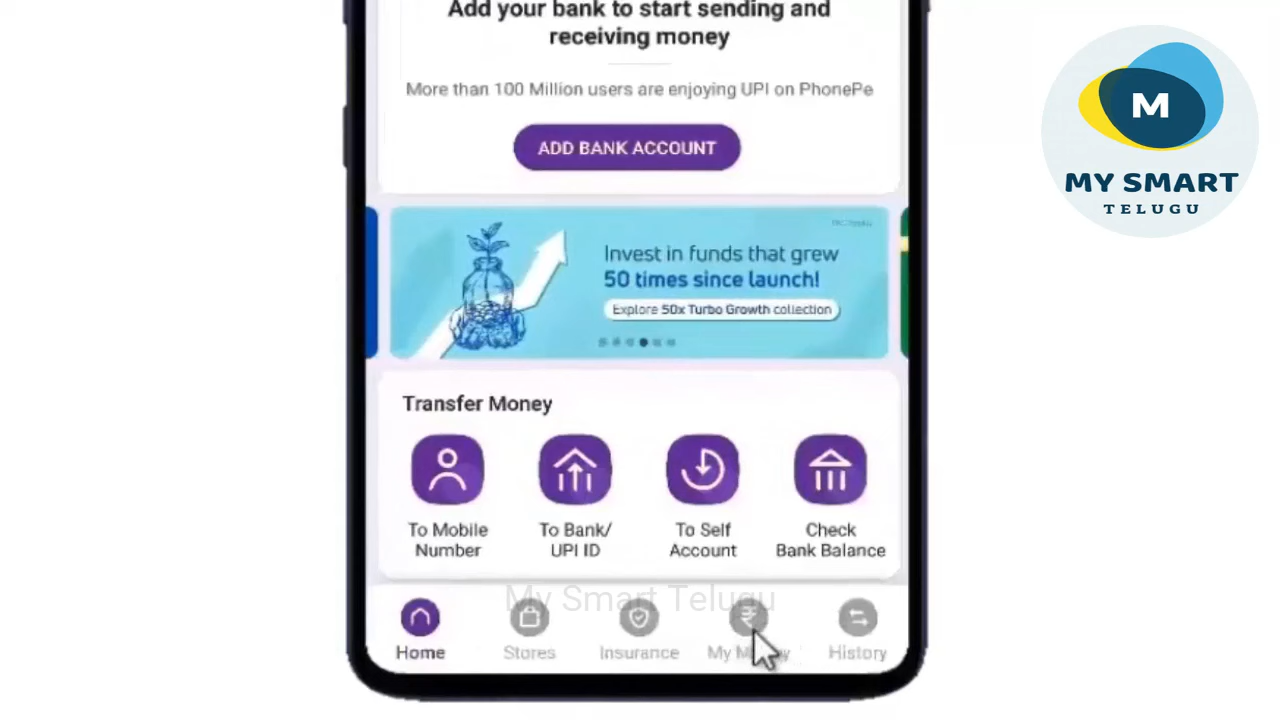 Add your bank to start sending and
receiving money
More than 100 Million users are enjoying UPI on PhonePe
ADD BANK ACCOUNT
Invest in funds that grew
50 times since launch!
Explore 50x Turbo Growth collection
Transfer Money
To Mobile
Number
To Bank/
UPI ID
To Self
Account
Check
Bank Balance
My Smart Telugu
Home
Stores
Insurance
My Money
History
M
MY SMART
TELUGU